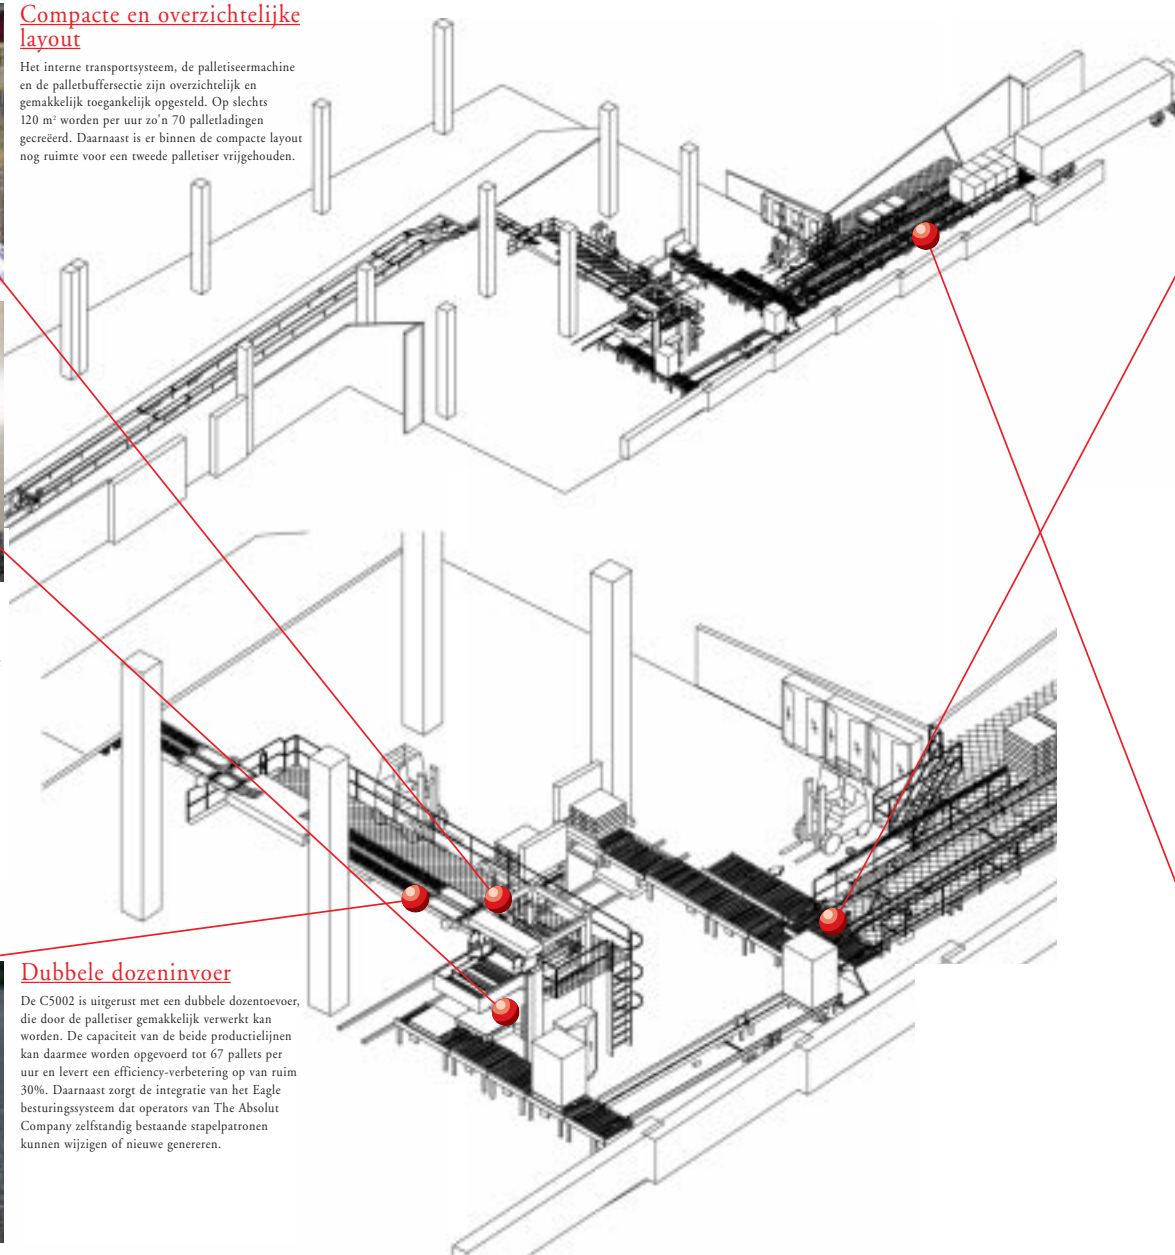 Compacte en overzichtelijke
layout
Het interne transportsysteem, de palletiseermachine
en de palletbuffersectie zijn overzichtelijk en
gemakkelijk toegankelijk opgesteld. Op slechts
120 m² worden per uur zo'n 70 palletladingen
gecreëerd. Daarnaast is er binnen de compacte layout
nog ruimte voor een tweede palletiser vrijgehouden.
Dubbele dozeninvoer
De C5002 is uitgerust met een dubbele dozentoevoer,
die door de palletiser gemakkelijk verwerkt kan
worden. De capaciteit van de beide productielijnen
kan daarmee worden opgevoerd tot 67 pallets per
uur en levert een efficiency-verbetering op van ruim
30%. Daarnaast zorgt de integratie van het Eagle
besturingssysteem dat operators van The Absolut
Company zelfstandig bestaande stapelpatronen
kunnen wijzigen of nieuwe genereren.